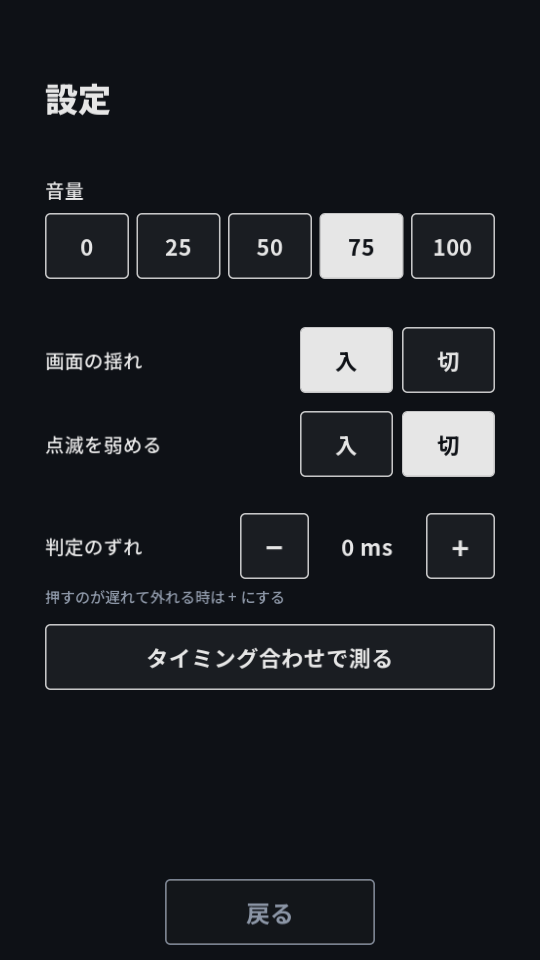 設定
音量
0 25 50 75 100
画面の揺れ 入 切
点滅を弱める 入 切
判定のずれ − 0 ms +
押すのが遅れて外れる時は + にする
タイミング合わせで測る
戻る